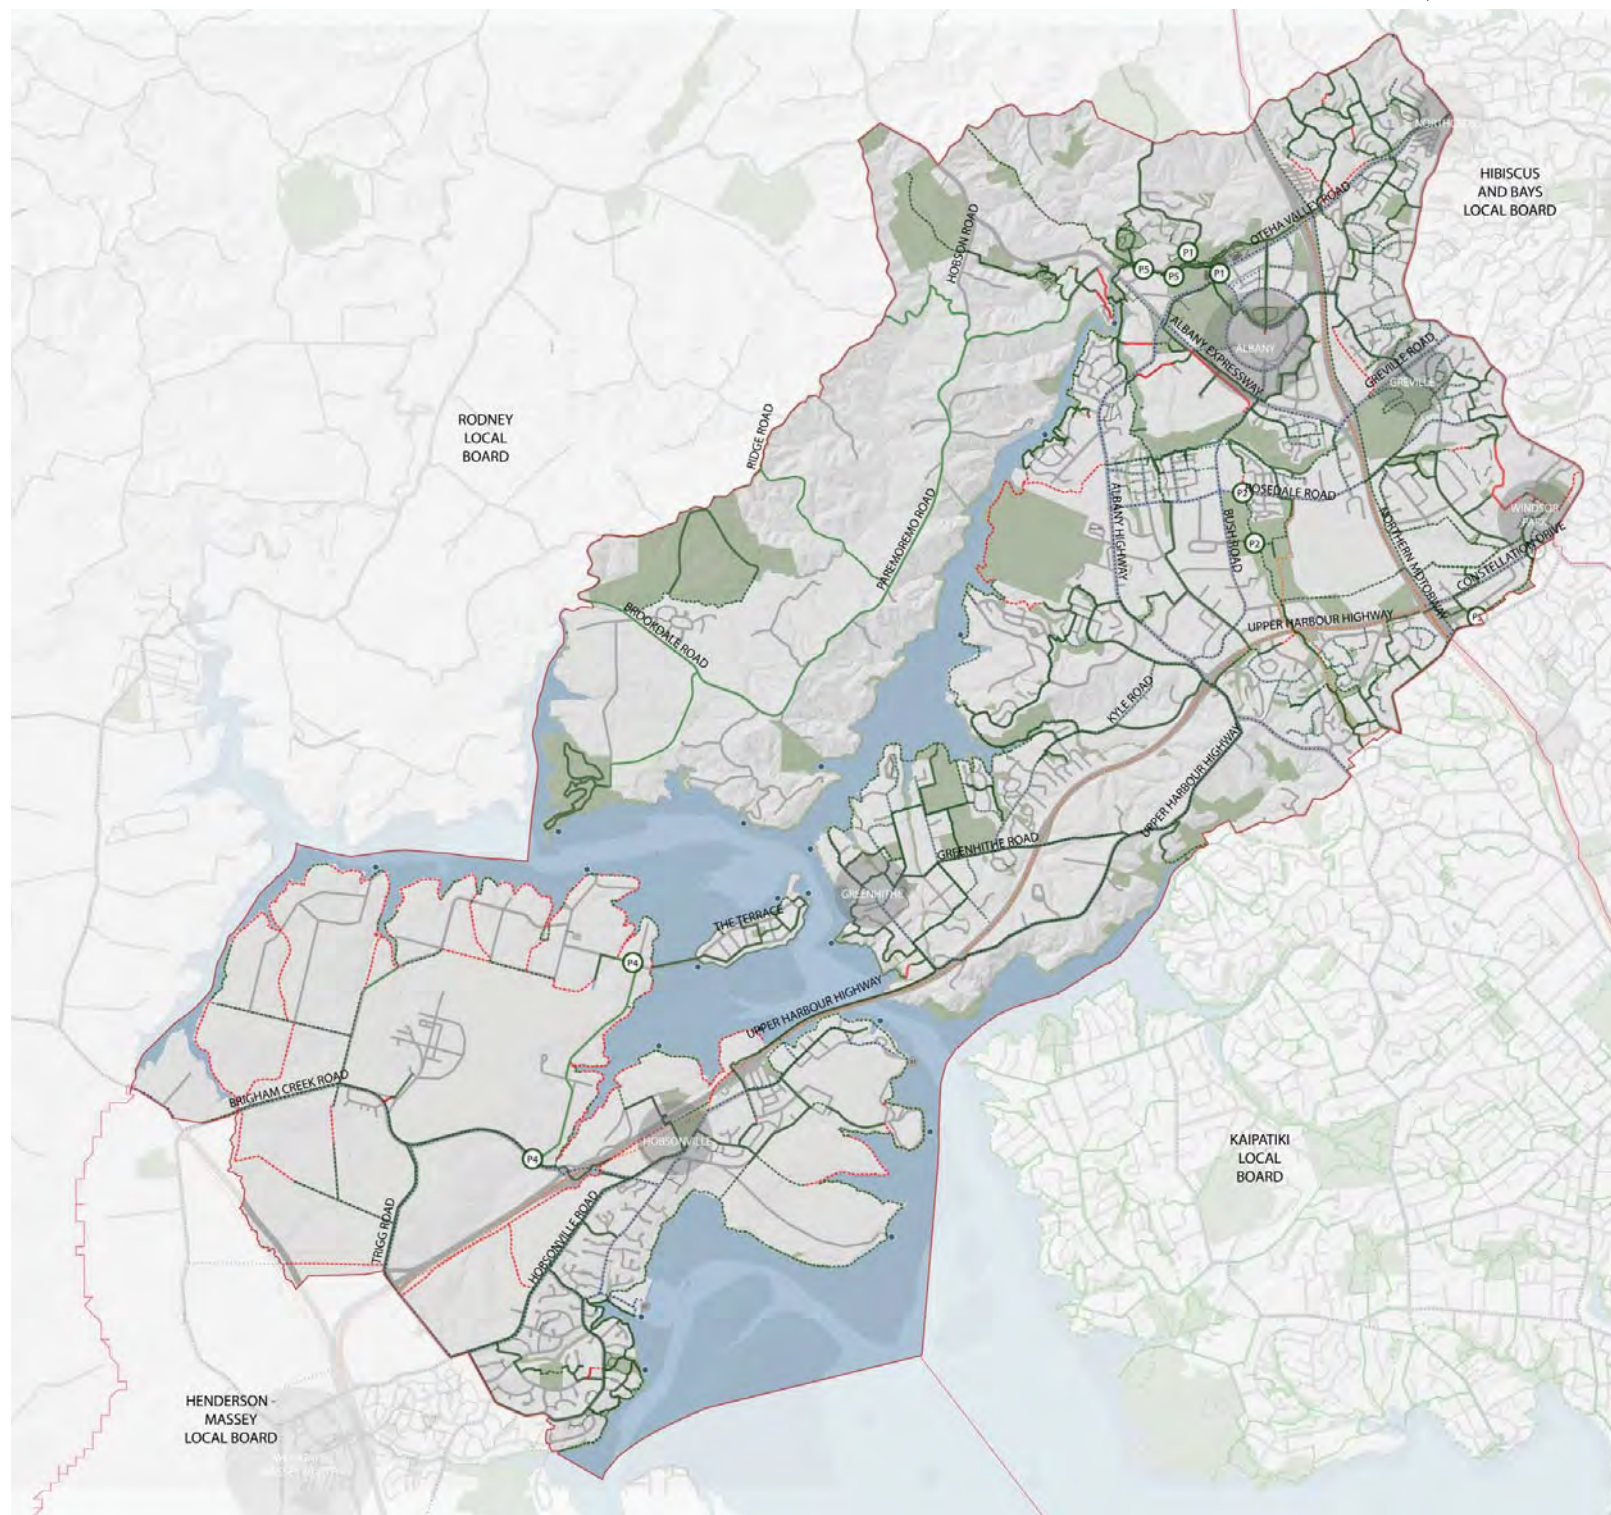 NORTHCROSS
HIBISCUS
AND BAYS
LOCAL BOARD
OTEHA VALLEY ROAD
HOBSON ROAD
P1
P5
P5
P1
ALBANY EXPRESSWAY
ALBANY
GREVILLE ROAD
GREVILLE
RODNEY
LOCAL
BOARD
RIDGE ROAD
PAREMOREMO ROAD
ALBANY HIGHWAY
P2
ROSEDALE ROAD
BUSH ROAD
P2
NORTHERN MOTORWAY
WINDSOR
PARK
CONSTELLATION DRIVE
BROOKDALE ROAD
UPPER HARBOUR HIGHWAY
KYLE ROAD
UPPER HARBOUR HIGHWAY
GREENHITHE ROAD
GREENHITHE
THE TERRACE
P4
UPPER HARBOUR HIGHWAY
BRIGHAM CREEK ROAD
HOBSONVILLE
P4
KAIPATIKI
LOCAL
BOARD
TRIGG ROAD
HOBSONVILLE ROAD
HENDERSON -
MASSEY
LOCAL BOARD